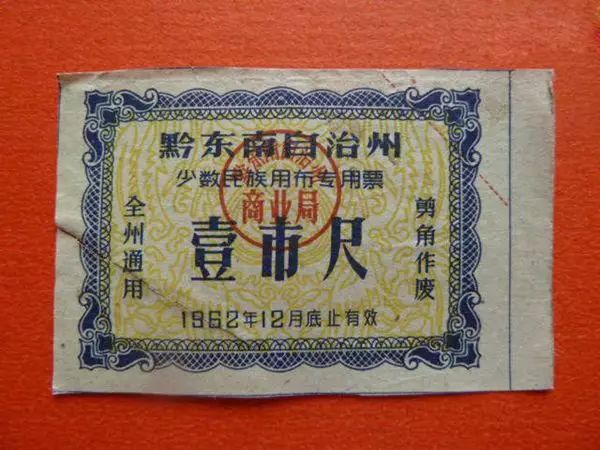 黔东南自治州
少数民族用布专用票
商业局
壹市尺
全州通用
剪角作废
1962年12月底止有效